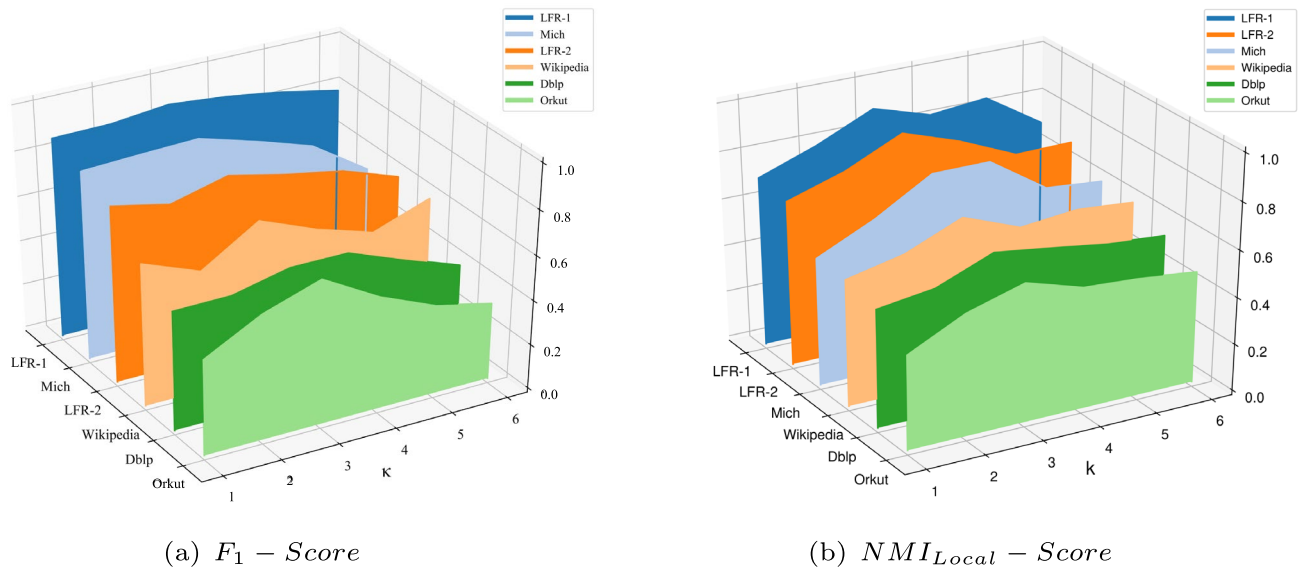 LFR-1
Mich
LFR-2
Wikipedia
Dblp
Orkut
1.0
0.8
0.6
0.4
0.2
0.0
LFR-1
Mich
LFR-2
Wikipedia
Dblp
Orkut
1
2
3
4
5
6
κ
(a) F₁ − Score
LFR-1
LFR-2
Mich
Wikipedia
Dblp
Orkut
1.0
0.8
0.6
0.4
0.2
0.0
LFR-1
LFR-2
Mich
Wikipedia
Dblp
Orkut
1
2
3
4
5
6
k
(b) NMI_Local − Score